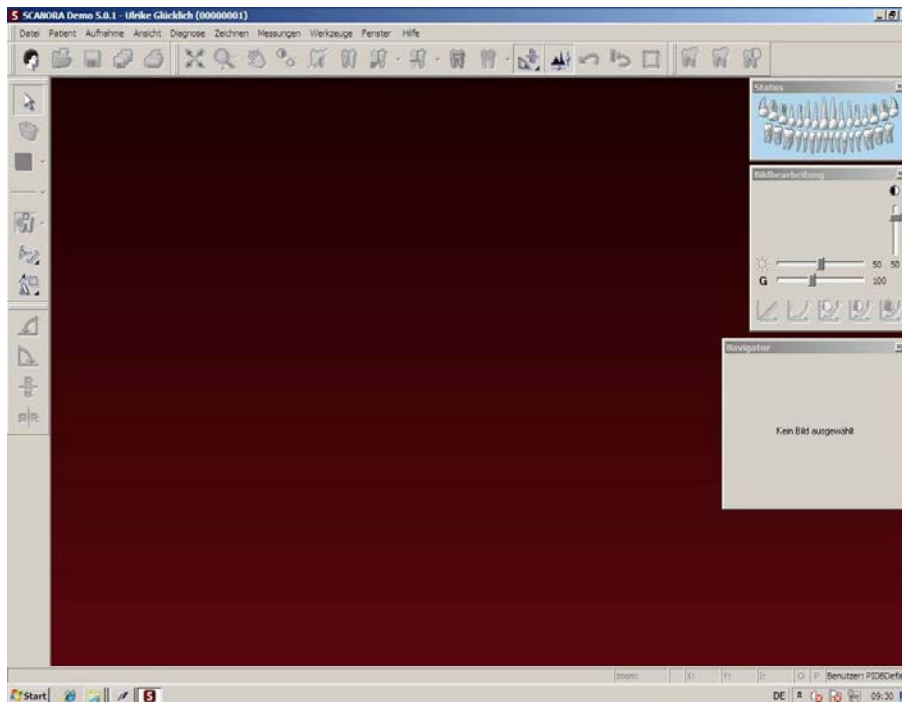 SCANORA Demo 5.0.1 - Ulrike Glücklich (00000001)
Datei Patient Aufnahme Ansicht Diagnose Zeichnen Messungen Werkzeuge Fenster Hilfe
Status
Bildbearbeitung
50 50
G 100
Navigator
Kein Bild ausgewählt
zoom: X: Y: I: O P Benutzer: PIDBDefa
Start S DE 09:30